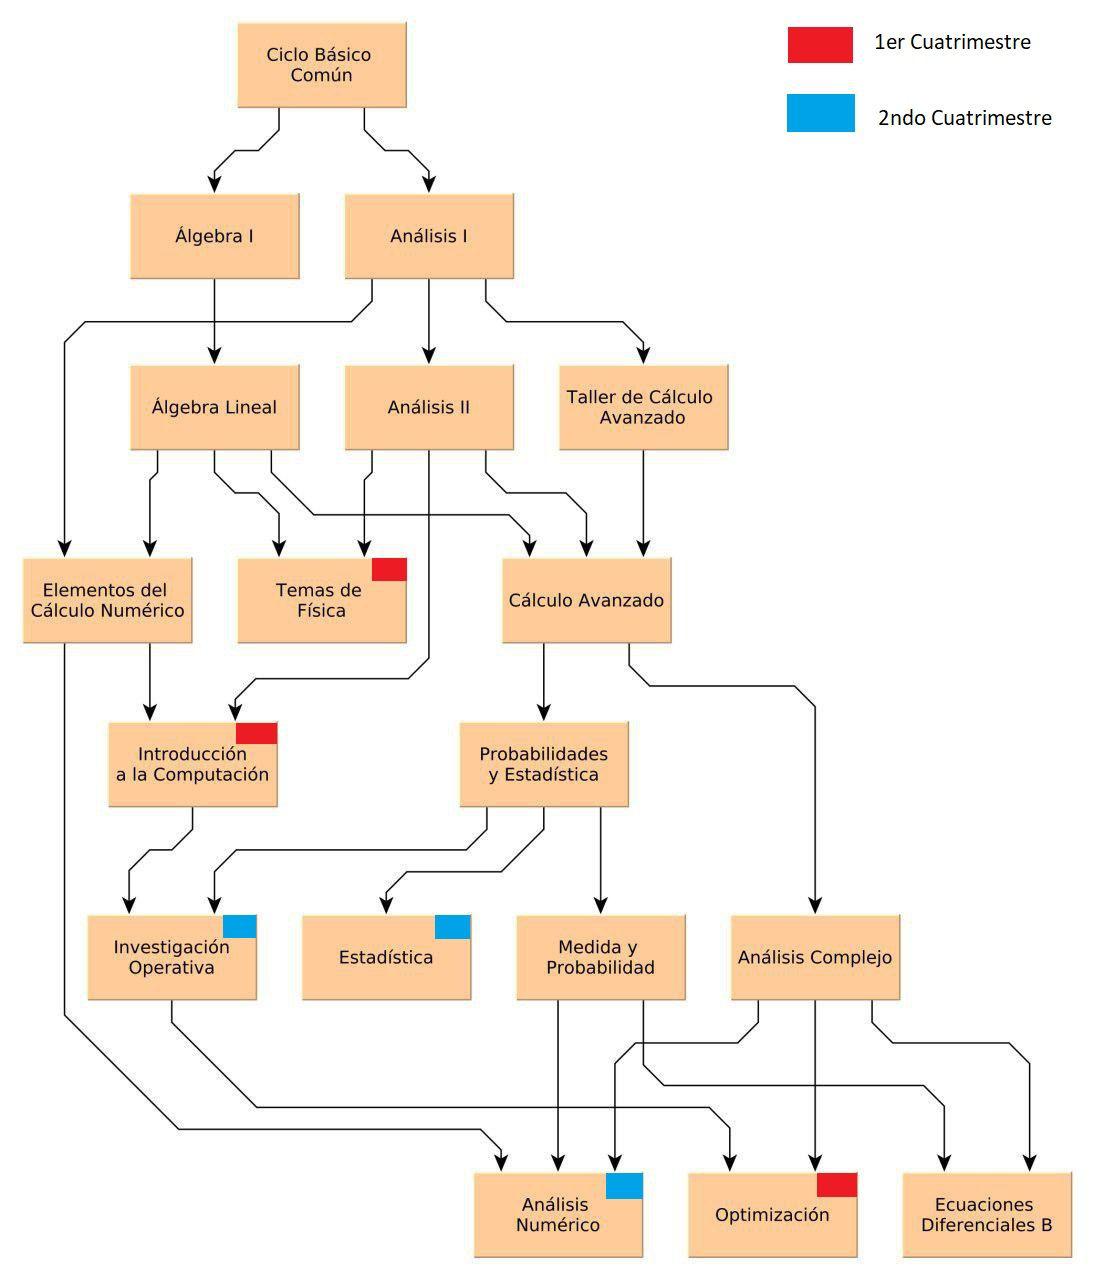 Ciclo Básico
Común
1er Cuatrimestre
2ndo Cuatrimestre
Álgebra I
Análisis I
Álgebra Lineal
Análisis II
Taller de Cálculo
Avanzado
Elementos del
Cálculo Numérico
Temas de
Física
Cálculo Avanzado
Introducción
a la Computación
Probabilidades
y Estadística
Investigación
Operativa
Estadística
Medida y
Probabilidad
Análisis Complejo
Análisis
Numérico
Optimización
Ecuaciones
Diferenciales B